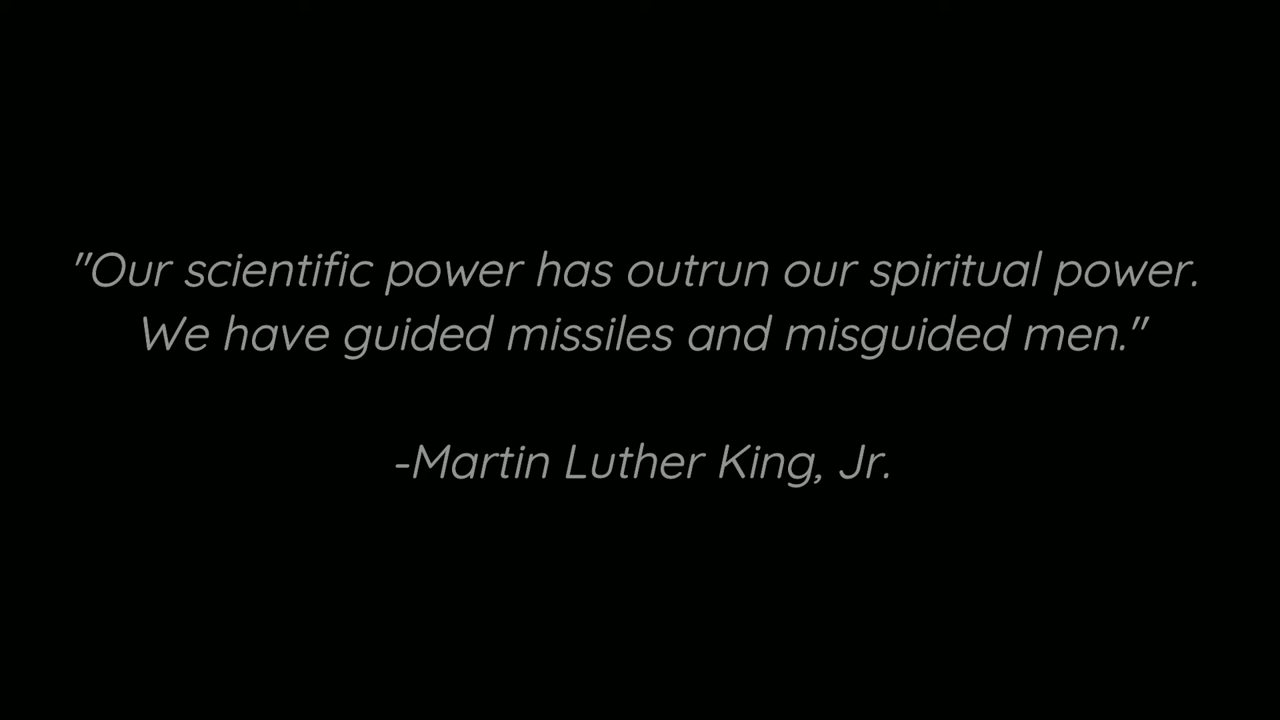 "Our scientific power has outrun our spiritual power.
We have guided missiles and misguided men."
-Martin Luther King, Jr.